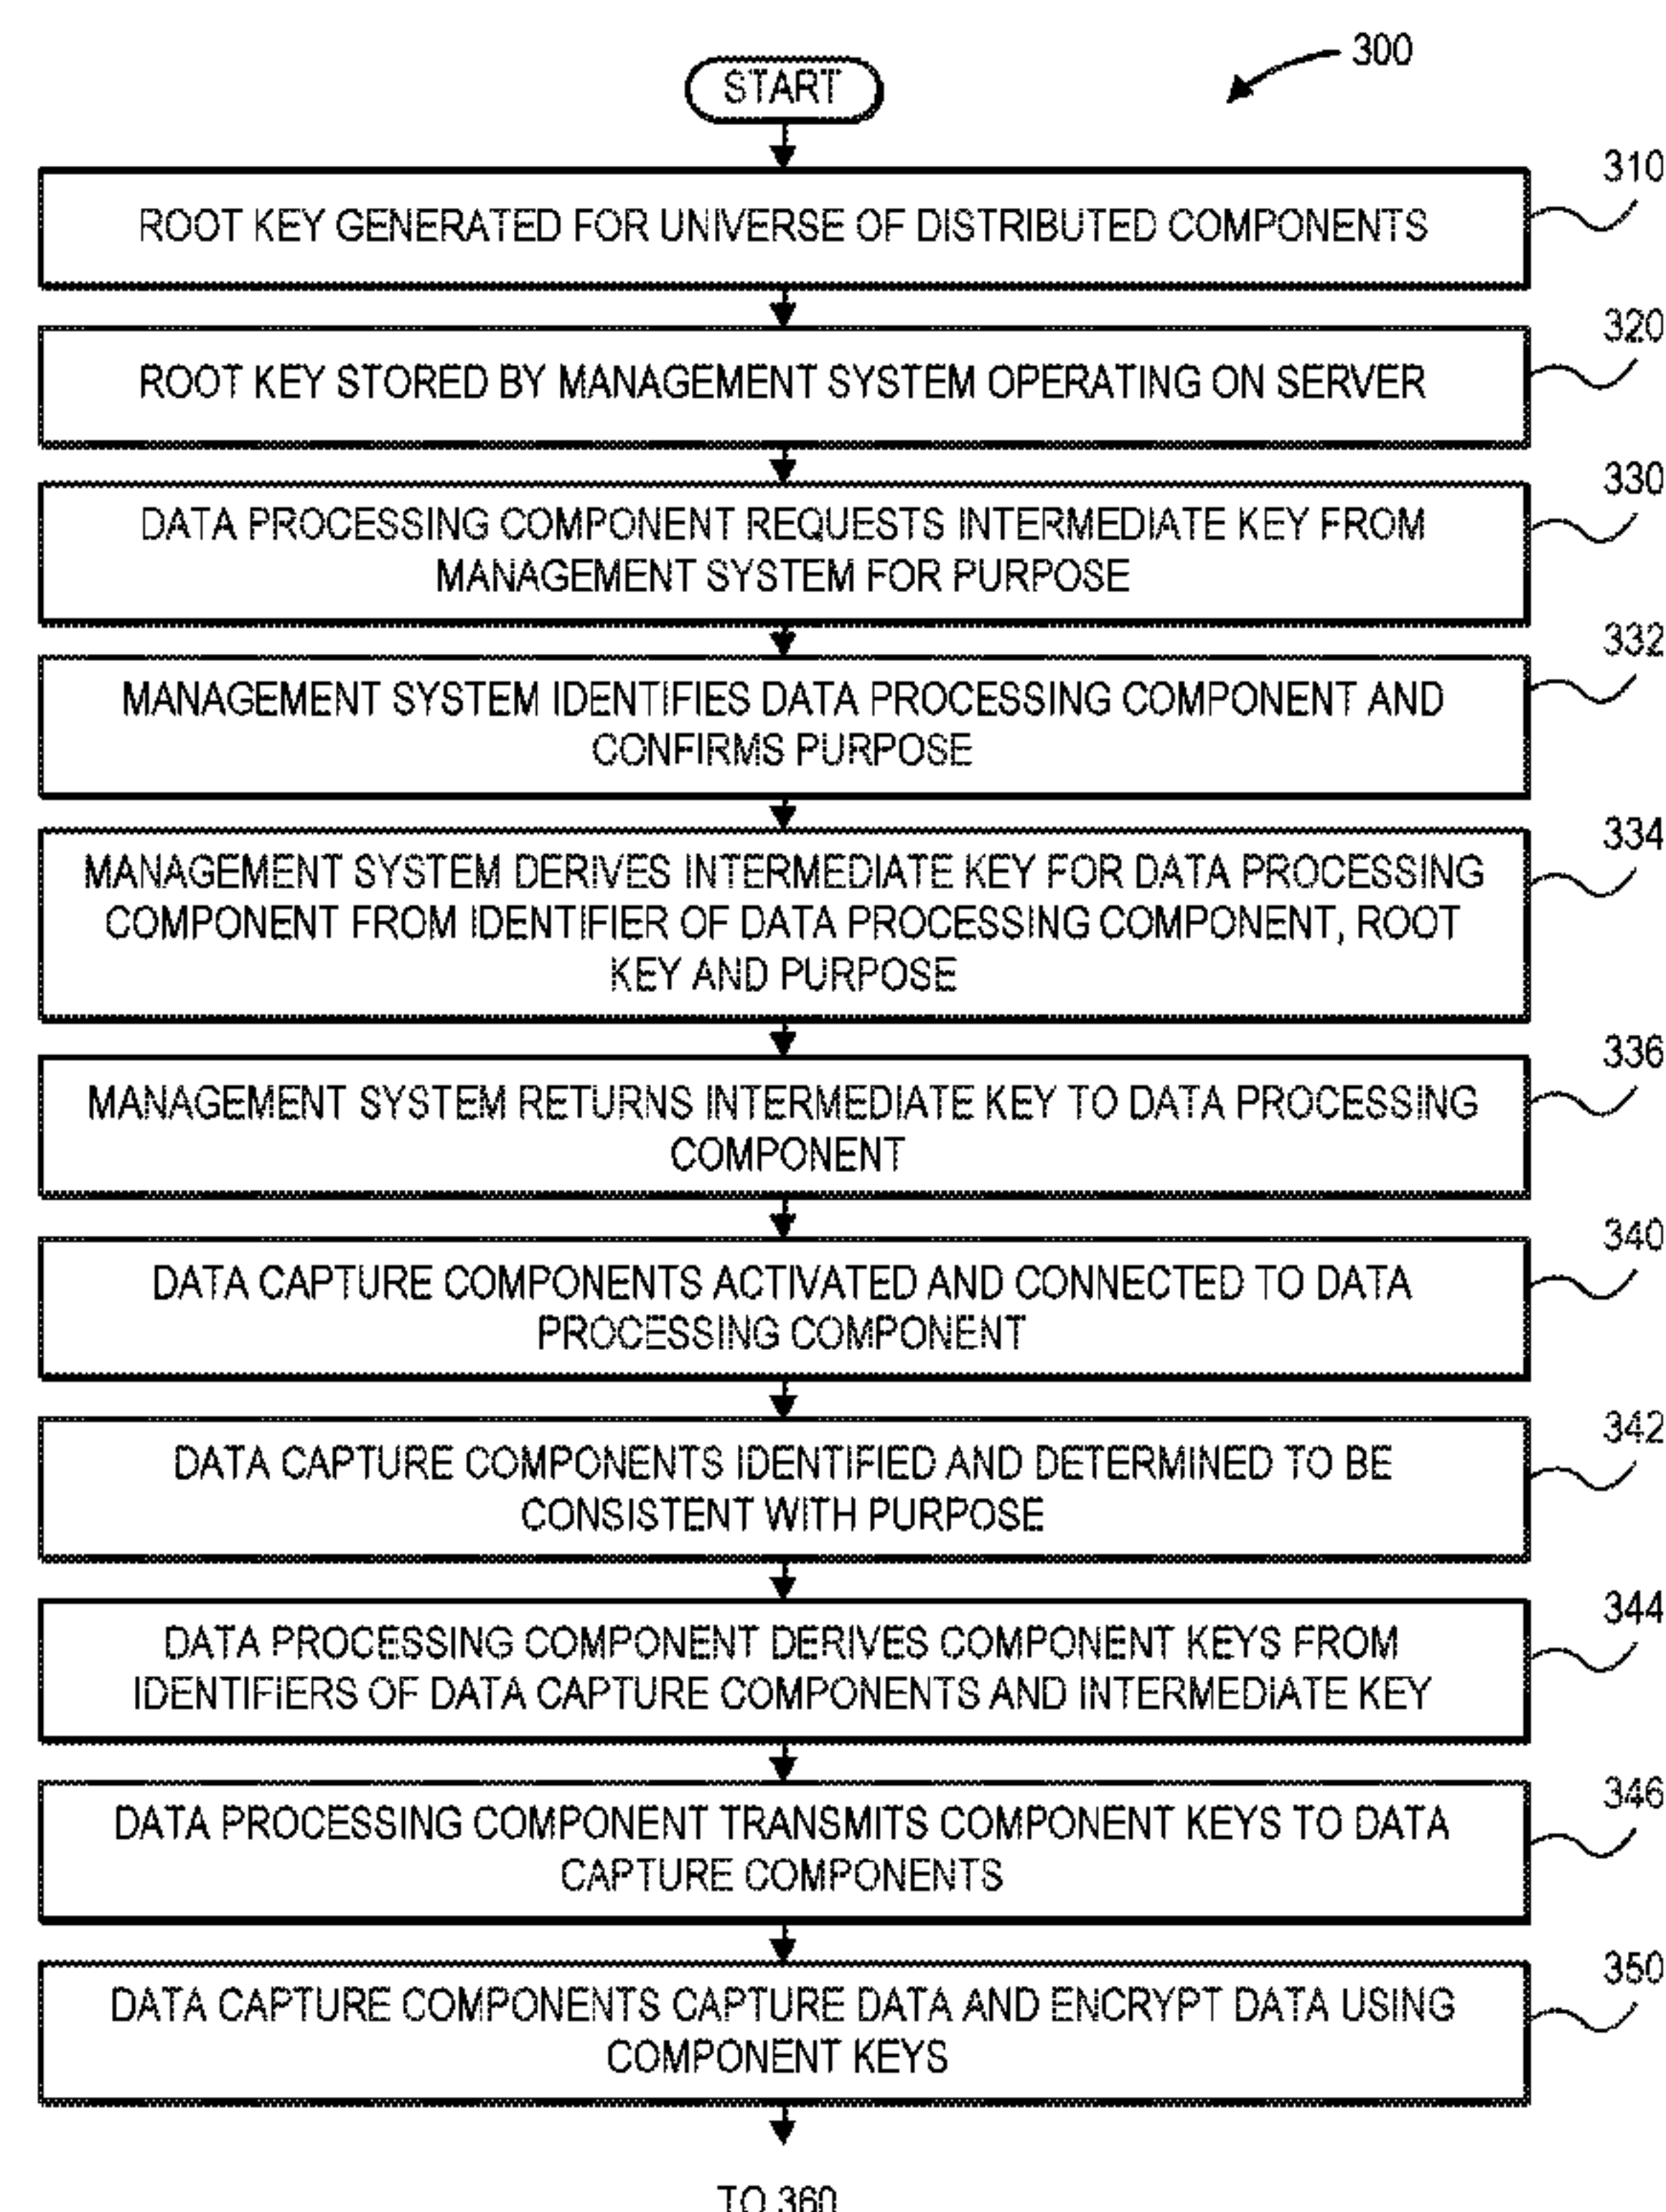 300
START
310
ROOT KEY GENERATED FOR UNIVERSE OF DISTRIBUTED COMPONENTS
320
ROOT KEY STORED BY MANAGEMENT SYSTEM OPERATING ON SERVER
330
DATA PROCESSING COMPONENT REQUESTS INTERMEDIATE KEY FROM
MANAGEMENT SYSTEM FOR PURPOSE
332
MANAGEMENT SYSTEM IDENTIFIES DATA PROCESSING COMPONENT AND
CONFIRMS PURPOSE
334
MANAGEMENT SYSTEM DERIVES INTERMEDIATE KEY FOR DATA PROCESSING
COMPONENT FROM IDENTIFIER OF DATA PROCESSING COMPONENT, ROOT
KEY AND PURPOSE
336
MANAGEMENT SYSTEM RETURNS INTERMEDIATE KEY TO DATA PROCESSING
COMPONENT
340
DATA CAPTURE COMPONENTS ACTIVATED AND CONNECTED TO DATA
PROCESSING COMPONENT
342
DATA CAPTURE COMPONENTS IDENTIFIED AND DETERMINED TO BE
CONSISTENT WITH PURPOSE
344
DATA PROCESSING COMPONENT DERIVES COMPONENT KEYS FROM
IDENTIFIERS OF DATA CAPTURE COMPONENTS AND INTERMEDIATE KEY
346
DATA PROCESSING COMPONENT TRANSMITS COMPONENT KEYS TO DATA
CAPTURE COMPONENTS
350
DATA CAPTURE COMPONENTS CAPTURE DATA AND ENCRYPT DATA USING
COMPONENT KEYS
TO 360